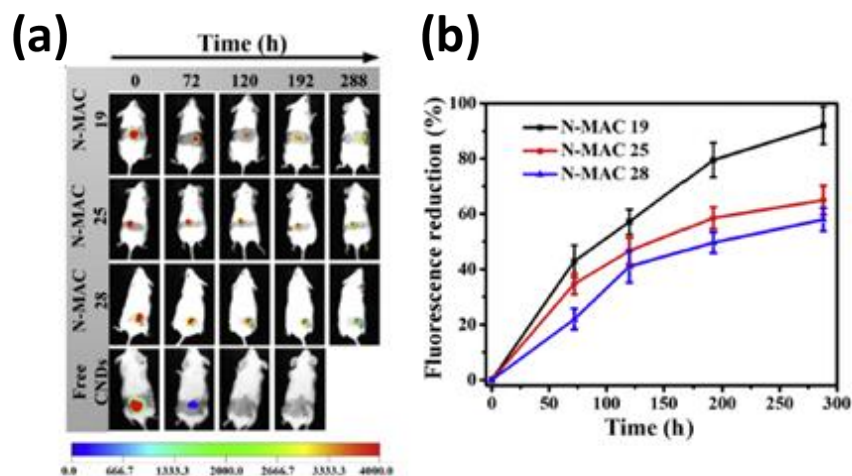 (a)
Time (h)
0 72 120 192 288
N-MAC
19
N-MAC
25
N-MAC
28
Free
CNDs
0.0 666.7 1333.3 2000.0 2666.7 3333.3 4000.0
(b)
Fluorescence reduction (%)
100
80
60
40
20
0
N-MAC 19
N-MAC 25
N-MAC 28
0 50 100 150 200 250 300
Time (h)